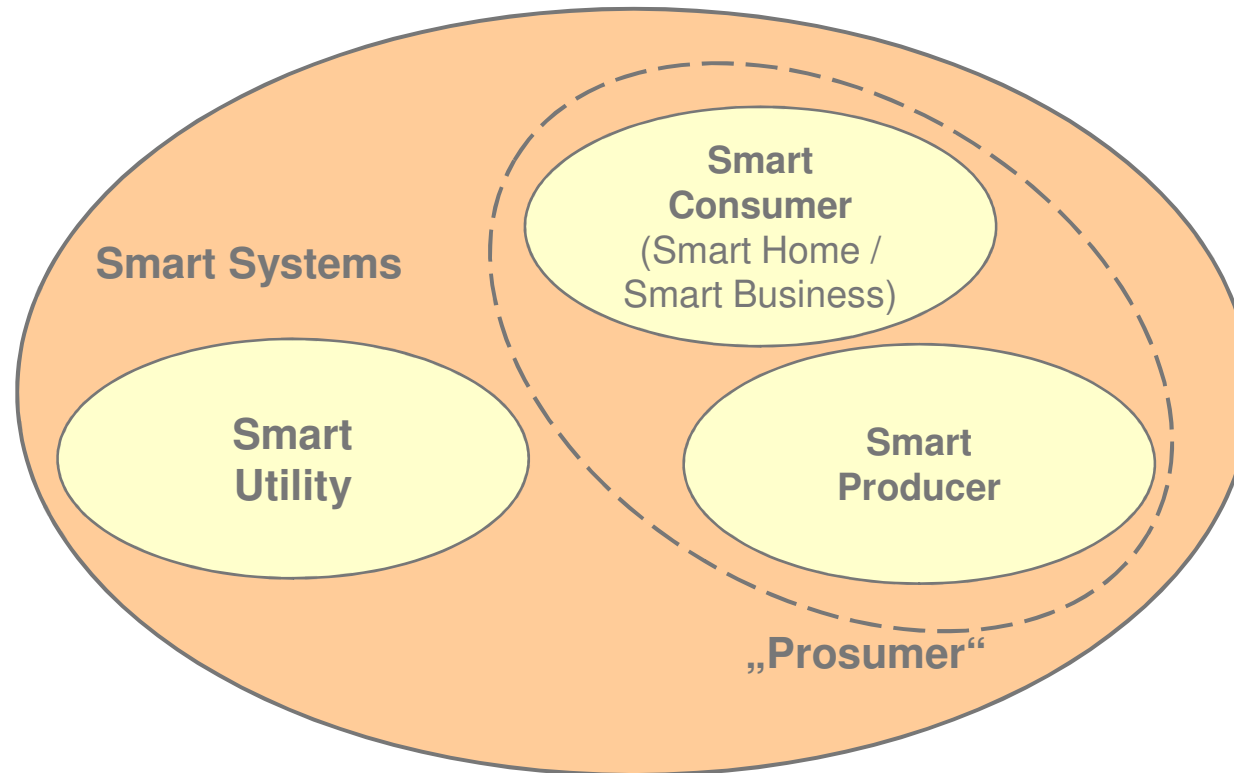 Smart
Consumer
(Smart Home /
Smart Business)
Smart Systems
Smart
Utility
Smart
Producer
„Prosumer“